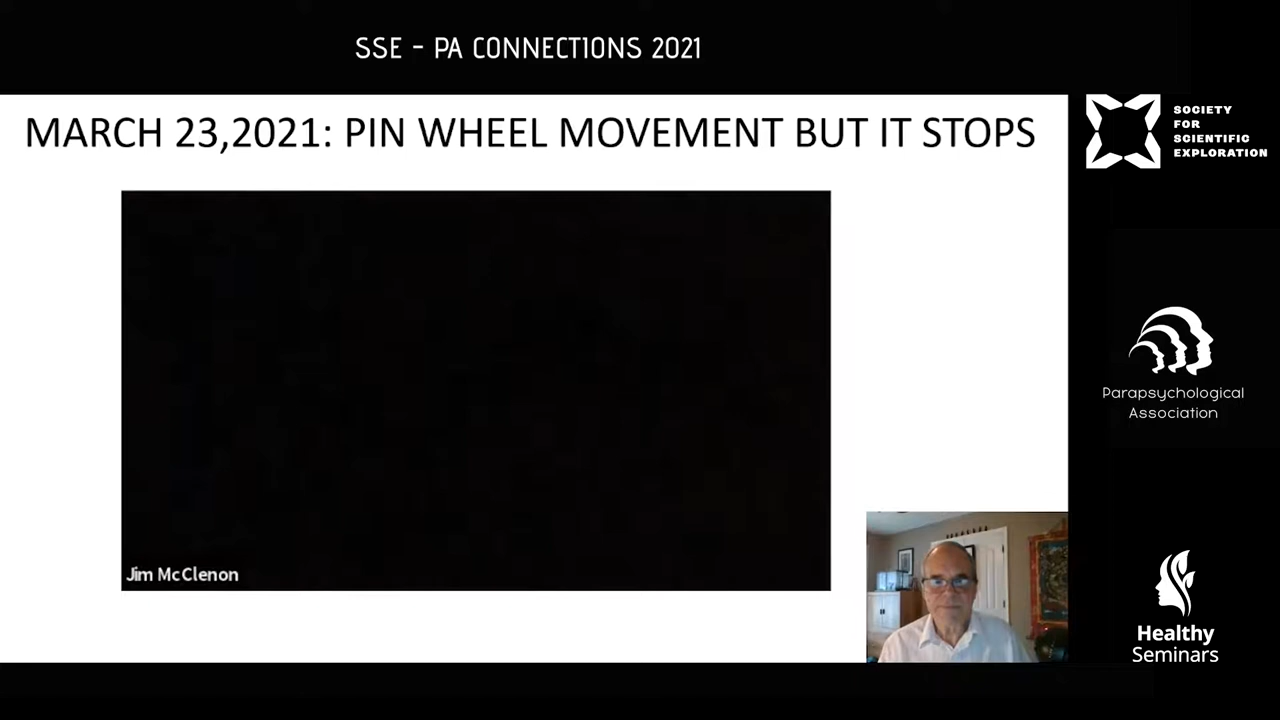 SSE - PA CONNECTIONS 2021
MARCH 23,2021: PIN WHEEL MOVEMENT BUT IT STOPS
SOCIETY
FOR
SCIENTIFIC
EXPLORATION
Parapsychological
Association
Jim McClenon
Healthy
Seminars